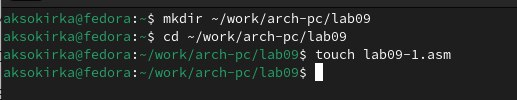 aksokirka@fedora:~$ mkdir ~/work/arch-pc/lab09
aksokirka@fedora:~$ cd ~/work/arch-pc/lab09
aksokirka@fedora:~/work/arch-pc/lab09$ touch lab09-1.asm
aksokirka@fedora:~/work/arch-pc/lab09$